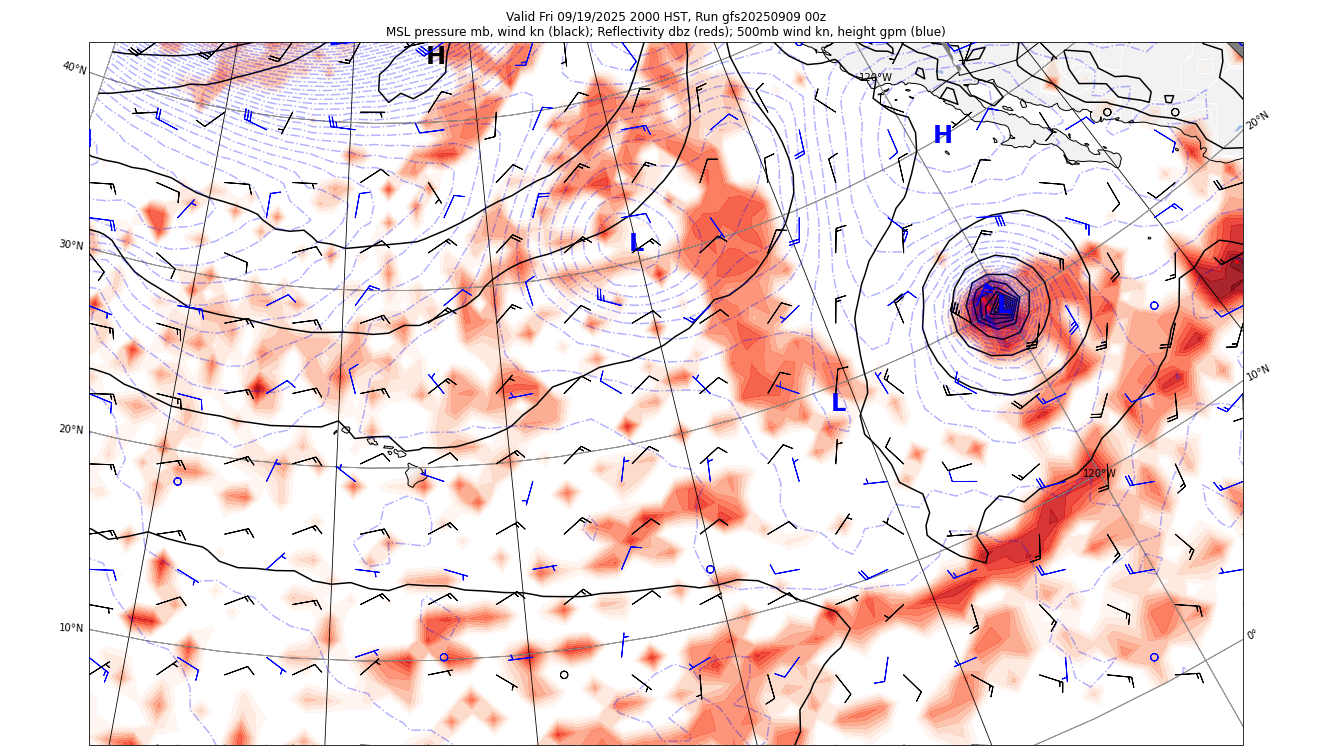 Valid Fri 09/19/2025 2000 HST, Run gfs20250909 00z
MSL pressure mb, wind kn (black); Reflectivity dbz (reds); 500mb wind kn, height gpm (blue)
H
40°N
120°W
20°N
H
30°N
L
L
10°N
L
20°N
120°W
10°N
0°